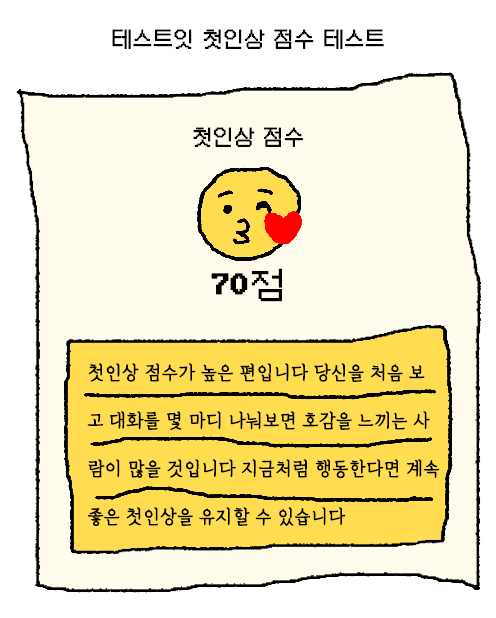 테스트잇 첫인상 점수 테스트
첫인상 점수
70점
첫인상 점수가 높은 편입니다 당신을 처음 보
고 대화를 몇 마디 나눠보면 호감을 느끼는 사
람이 많을 것입니다 지금처럼 행동한다면 계속
좋은 첫인상을 유지할 수 있습니다